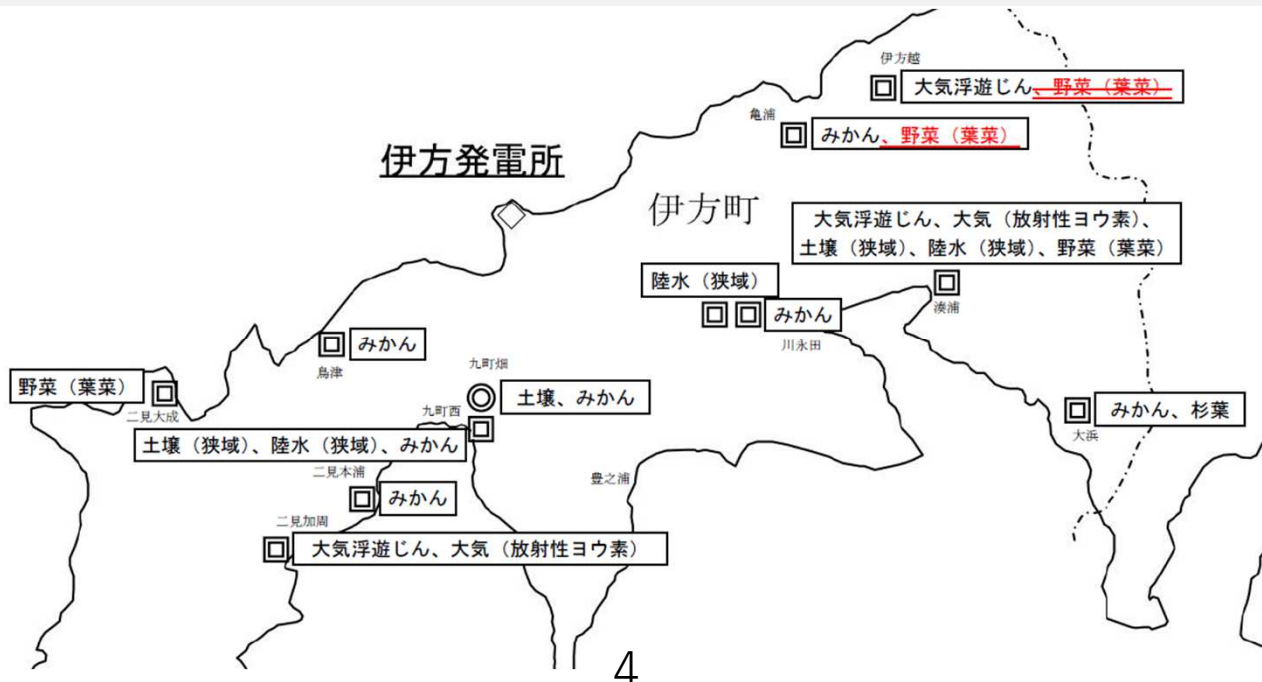 伊方越
大気浮遊じん、野菜（葉菜）
亀浦
みかん、野菜（葉菜）
伊方発電所
伊方町
大気浮遊じん、大気（放射性ヨウ素）、
土壌（狭域）、陸水（狭域）、野菜（葉菜）
湊浦
陸水（狭域）
みかん
川永田
みかん
鳥津
九町畑
土壌、みかん
野菜（葉菜）
二見大成
九町西
土壌（狭域）、陸水（狭域）、みかん
みかん、杉葉
大浜
二見本浦
みかん
豊之浦
二見加周
大気浮遊じん、大気（放射性ヨウ素）
4